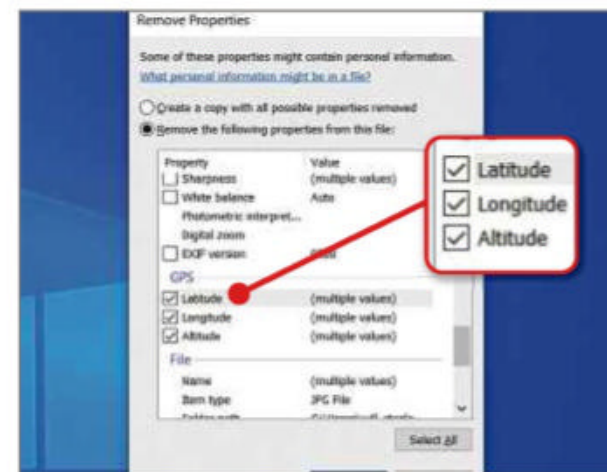 Remove Properties
Some of these properties might contain personal information.
What personal information might be in a file?
Create a copy with all possible properties removed
Remove the following properties from this file:
Property Value
Sharpness (multiple values)
White balance Auto
Photometric interpret...
Digital zoom
EXIF version
GPS
Latitude (multiple values)
Longitude (multiple values)
Altitude (multiple values)
File
Name (multiple values)
Item type JPG File
Select All
Latitude
Longitude
Altitude